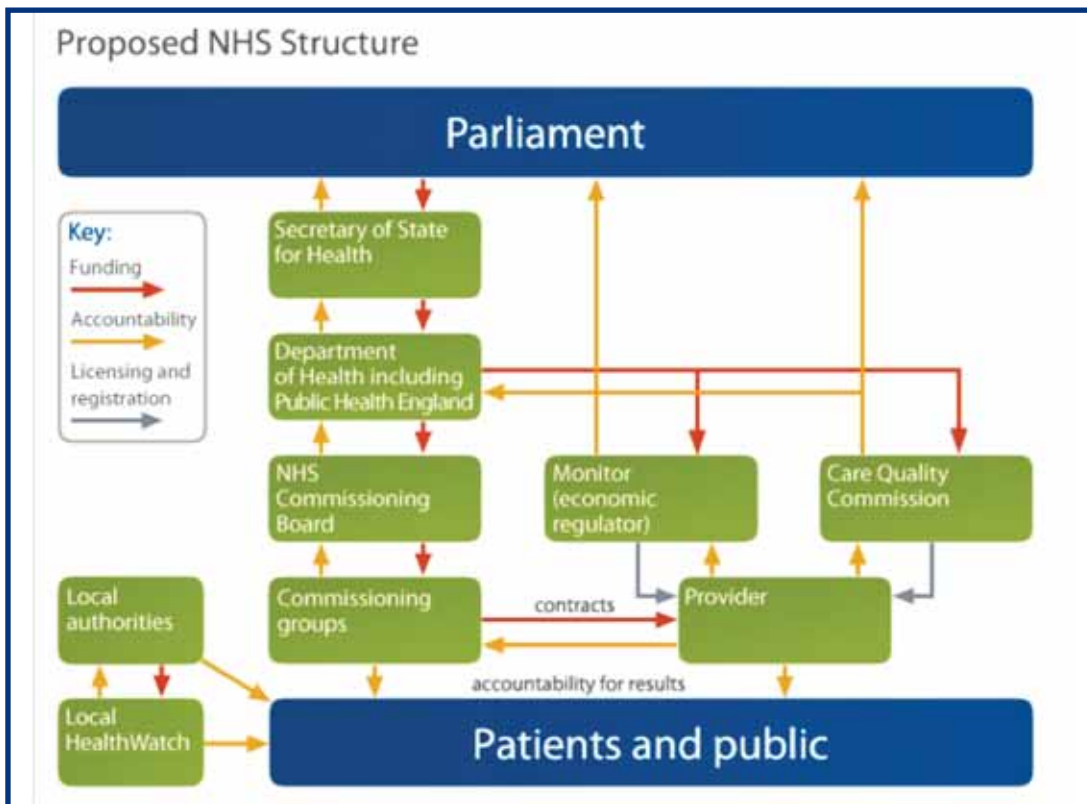 Proposed NHS Structure
Parliament
Key:
Funding
Accountability
Licensing and
registration
Secretary of State
for Health
Department
of Health including
Public Health England
NHS
Commissioning
Board
Monitor
(economic
regulator)
Care Quality
Commission
Local
authorities
Commissioning
groups
contracts
Provider
accountability for results
Local
HealthWatch
Patients and public